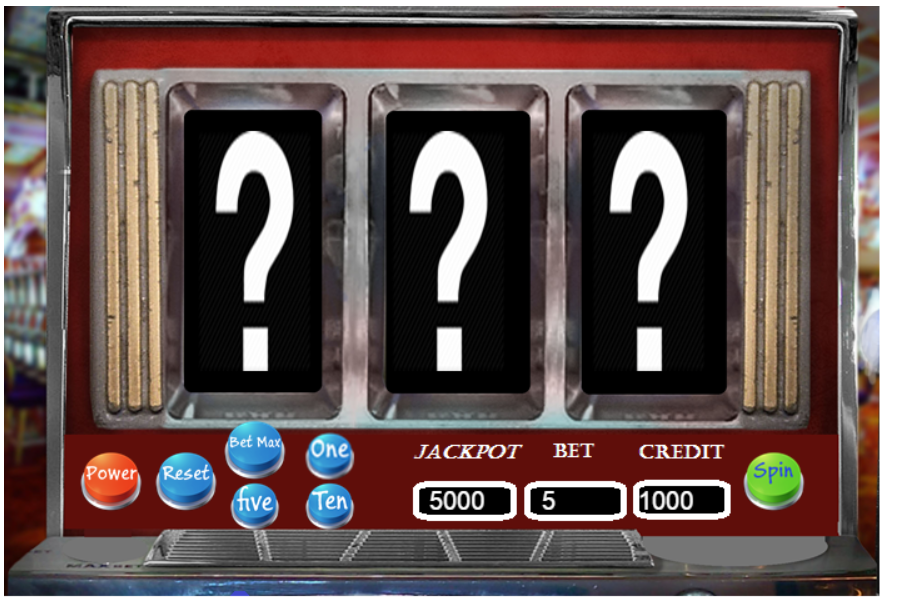 ? ? ?
Bet Max
One
JACKPOT BET CREDIT
Power Reset
Spin
five Ten
5000 5 1000